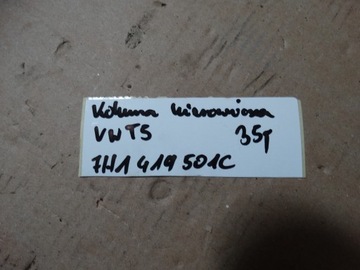 Kolumna kierownicza
VW T5 35T
7H1 419 501C